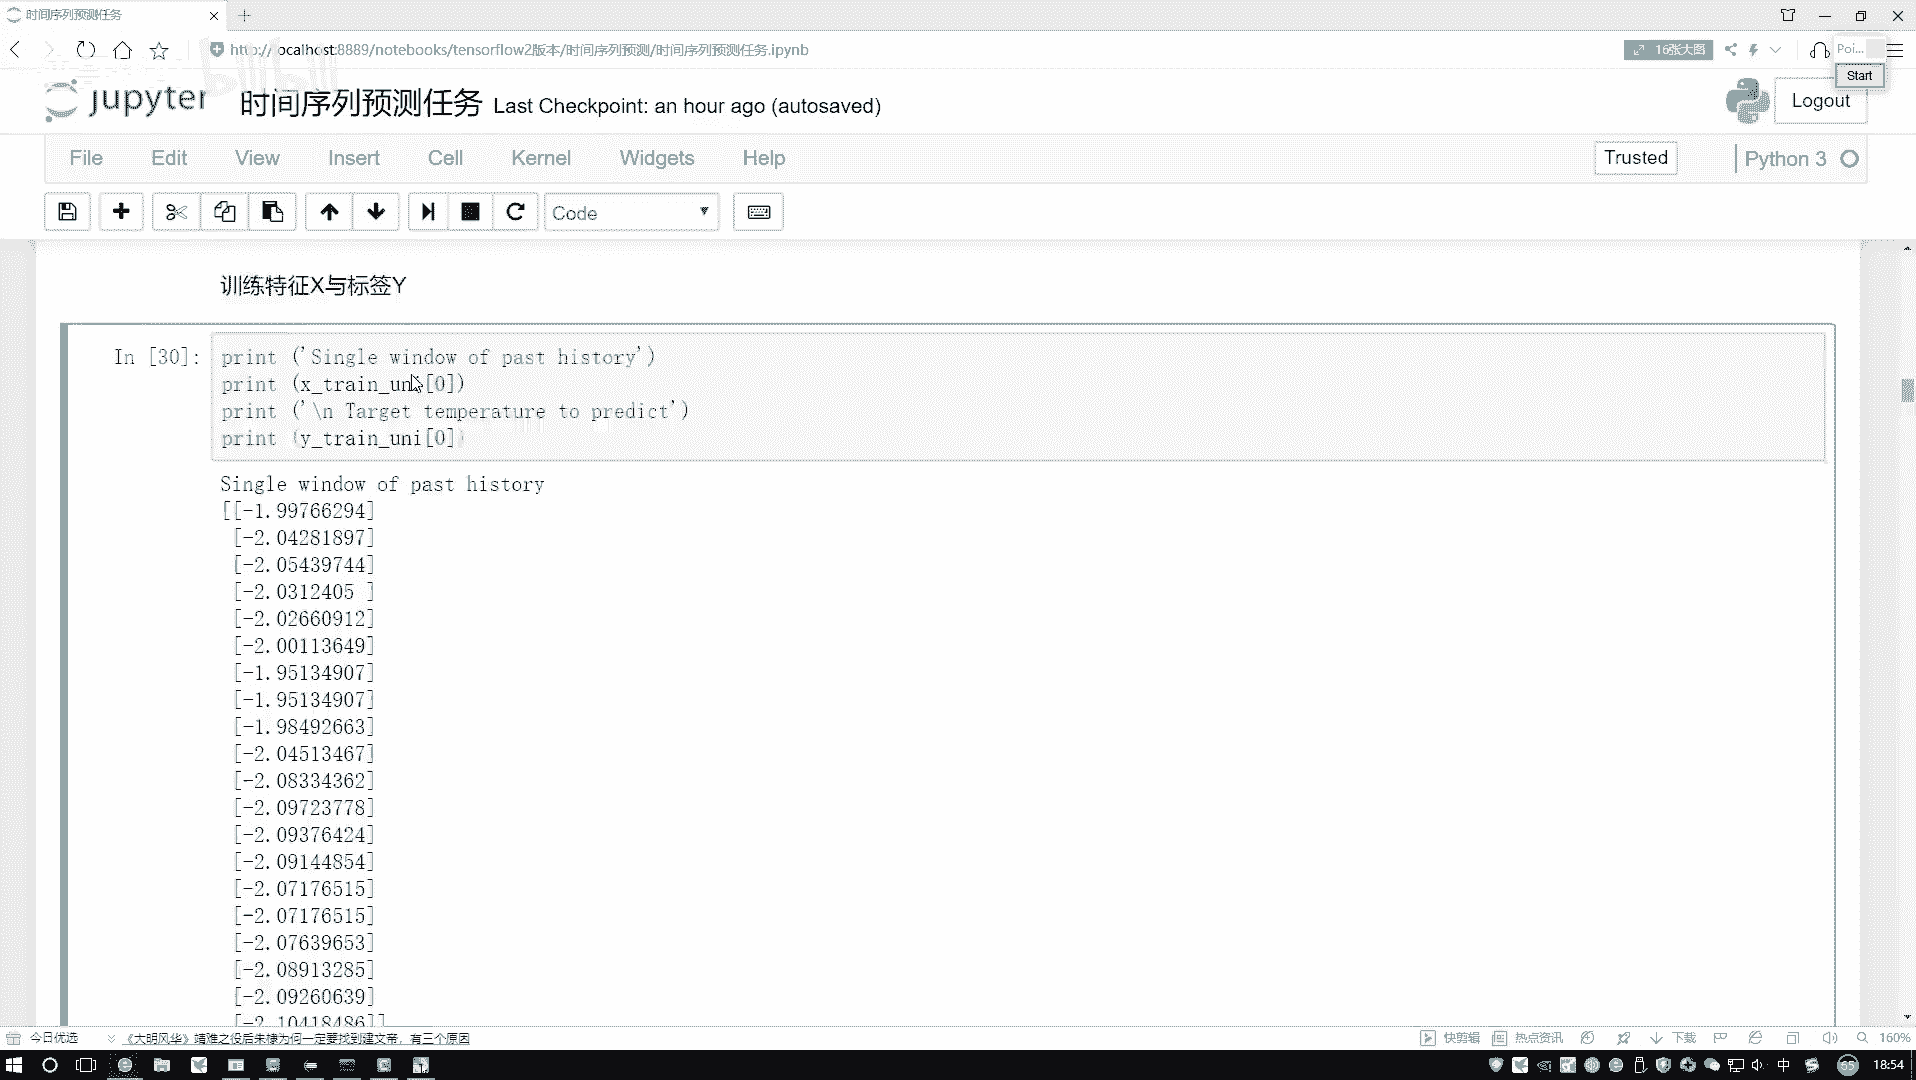 时间序列预测任务
http://localhost:8889/notebooks/tensorflow2版本/时间序列预测/时间序列预测任务.ipynb
16张大图
Poi...
Start
jupyter 时间序列预测任务 Last Checkpoint: an hour ago (autosaved)
Logout
File Edit View Insert Cell Kernel Widgets Help
Trusted
Python 3
Code
训练特征X与标签Y
In [30]:
print ('Single window of past history')
print (x_train_uni[0])
print ('\n Target temperature to predict')
print (y_train_uni[0])
Single window of past history
[[-1.99766294]
[-2.04281897]
[-2.05439744]
[-2.0312405 ]
[-2.02660912]
[-2.00113649]
[-1.95134907]
[-1.95134907]
[-1.98492663]
[-2.04513467]
[-2.08334362]
[-2.09723778]
[-2.09376424]
[-2.09144854]
[-2.07176515]
[-2.07176515]
[-2.07639653]
[-2.08913285]
[-2.09260639]
[-2.10418486]]
今日优选
《大明风华》靖难之役后朱棣为何一定要找到建文帝，有三个原因
快剪辑
热点资讯
下载
160%
中
65
18:54